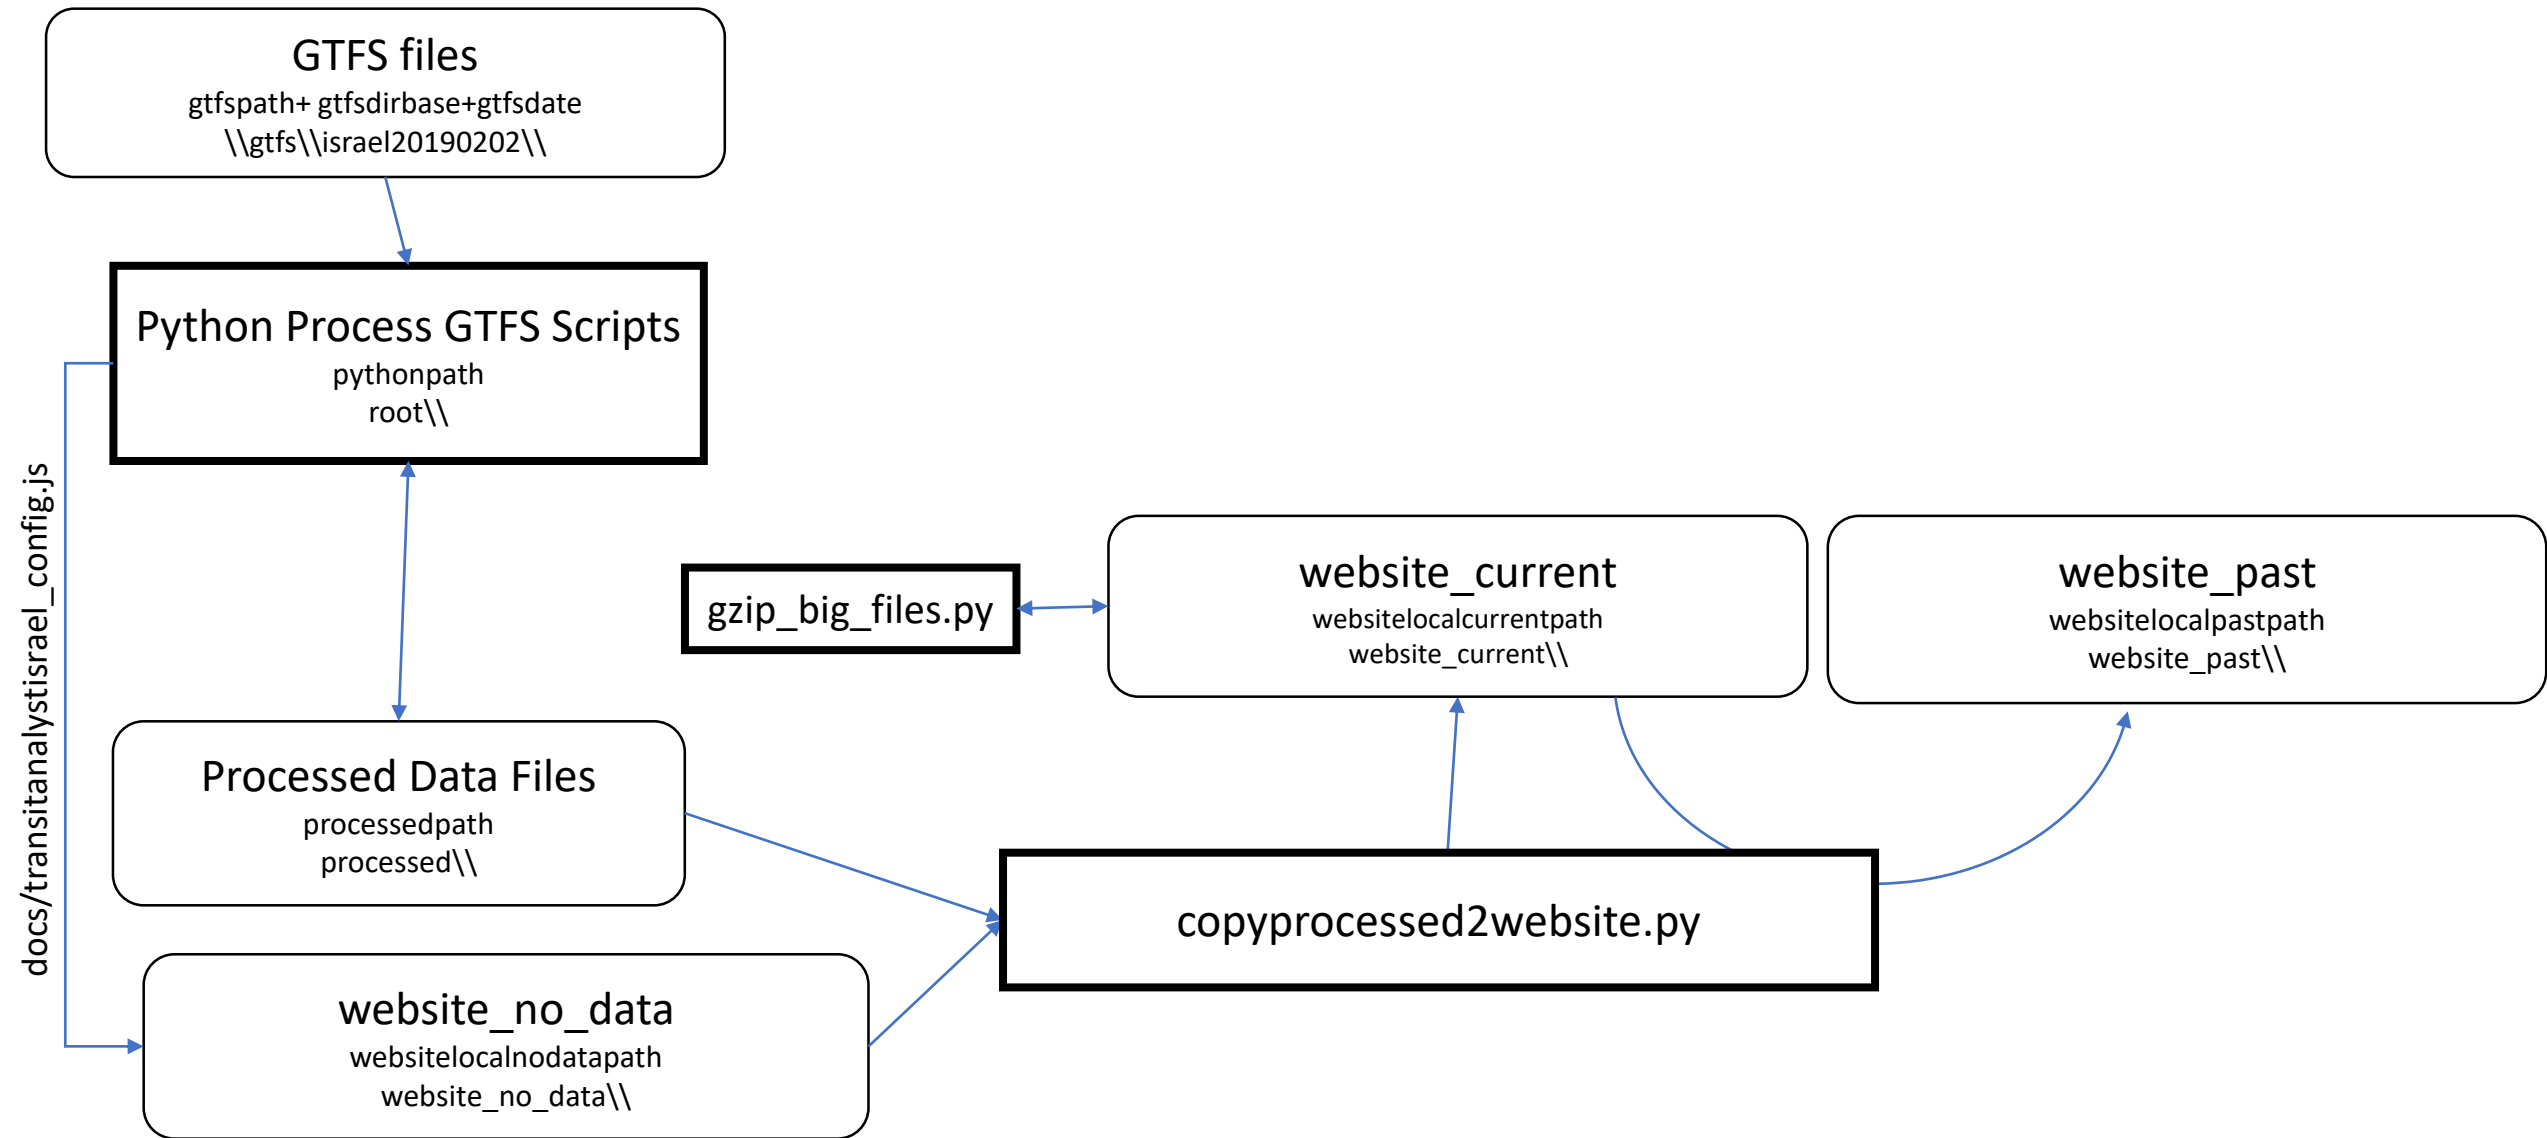 GTFS files
gtfspath+ gtfsdirbase+gtfsdate
\\gtfs\\israel20190202\\
Python Process GTFS Scripts
pythonpath
root\\
docs/transitanalystisrael_config.js
gzip_big_files.py
website_current
websitelocalcurrentpath
website_current\\
website_past
websitelocalpastpath
website_past\\
Processed Data Files
processedpath
processed\\
copyprocessed2website.py
website_no_data
websitelocalnodatapath
website_no_data\\